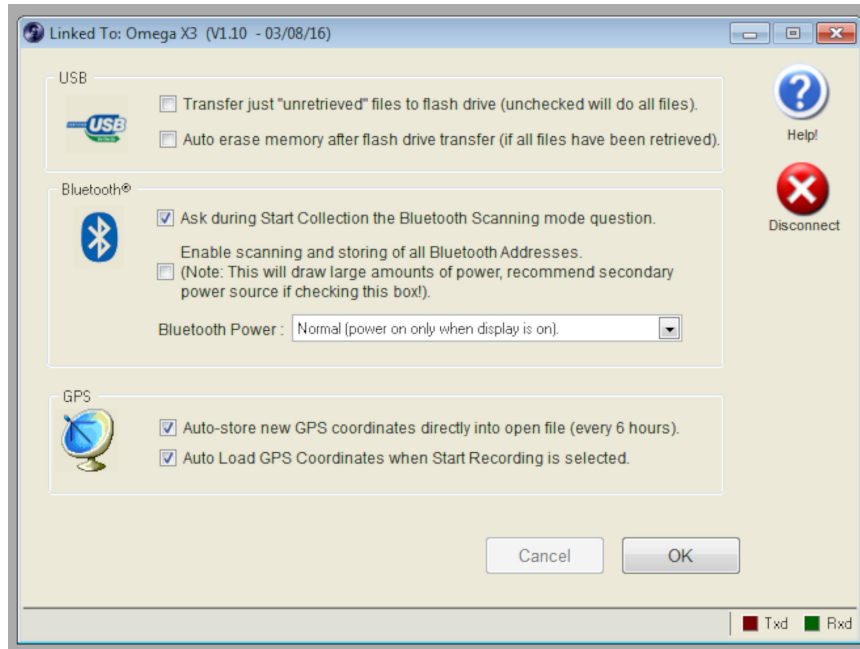 Linked To: Omega X3 (V1.10 - 03/08/16)
USB
USB
Transfer just "unretrieved" files to flash drive (unchecked will do all files).
Auto erase memory after flash drive transfer (if all files have been retrieved).
Help!
Bluetooth®
Ask during Start Collection the Bluetooth Scanning mode question.
Disconnect
Enable scanning and storing of all Bluetooth Addresses.
(Note: This will draw large amounts of power, recommend secondary
power source if checking this box!).
Bluetooth Power : Normal (power on only when display is on).
GPS
Auto-store new GPS coordinates directly into open file (every 6 hours).
Auto Load GPS Coordinates when Start Recording is selected.
Cancel OK
Txd Rxd